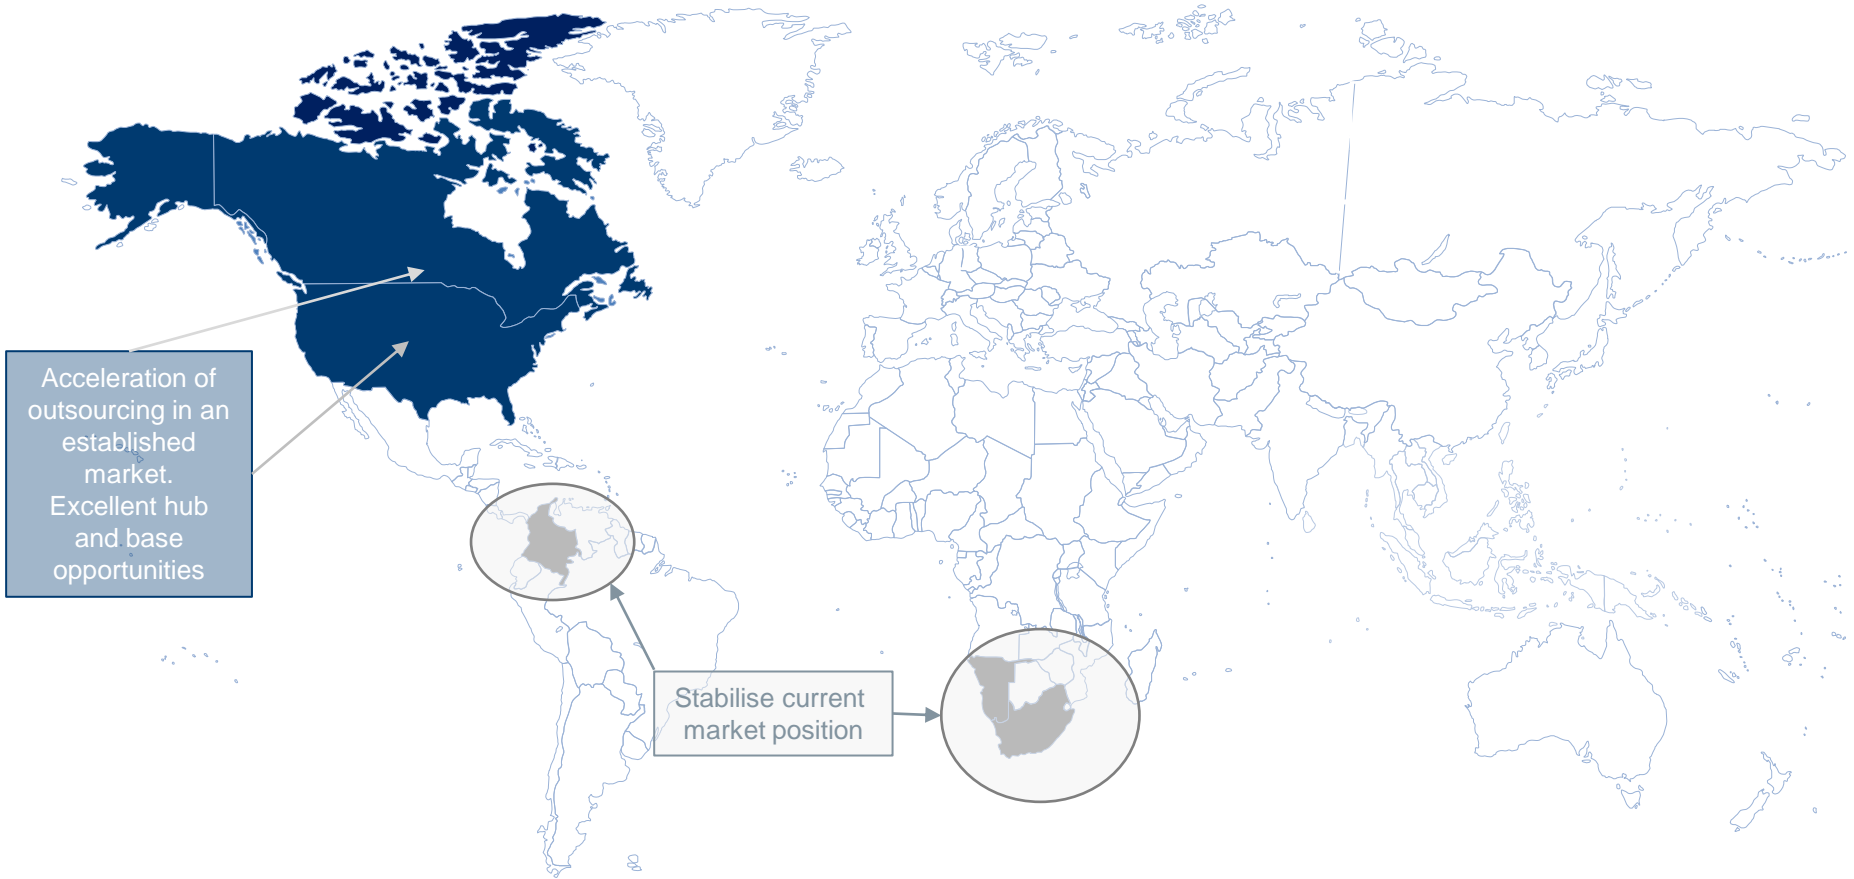 Acceleration of
outsourcing in an
established
market.
Excellent hub
and base
opportunities
Stabilise current
market position